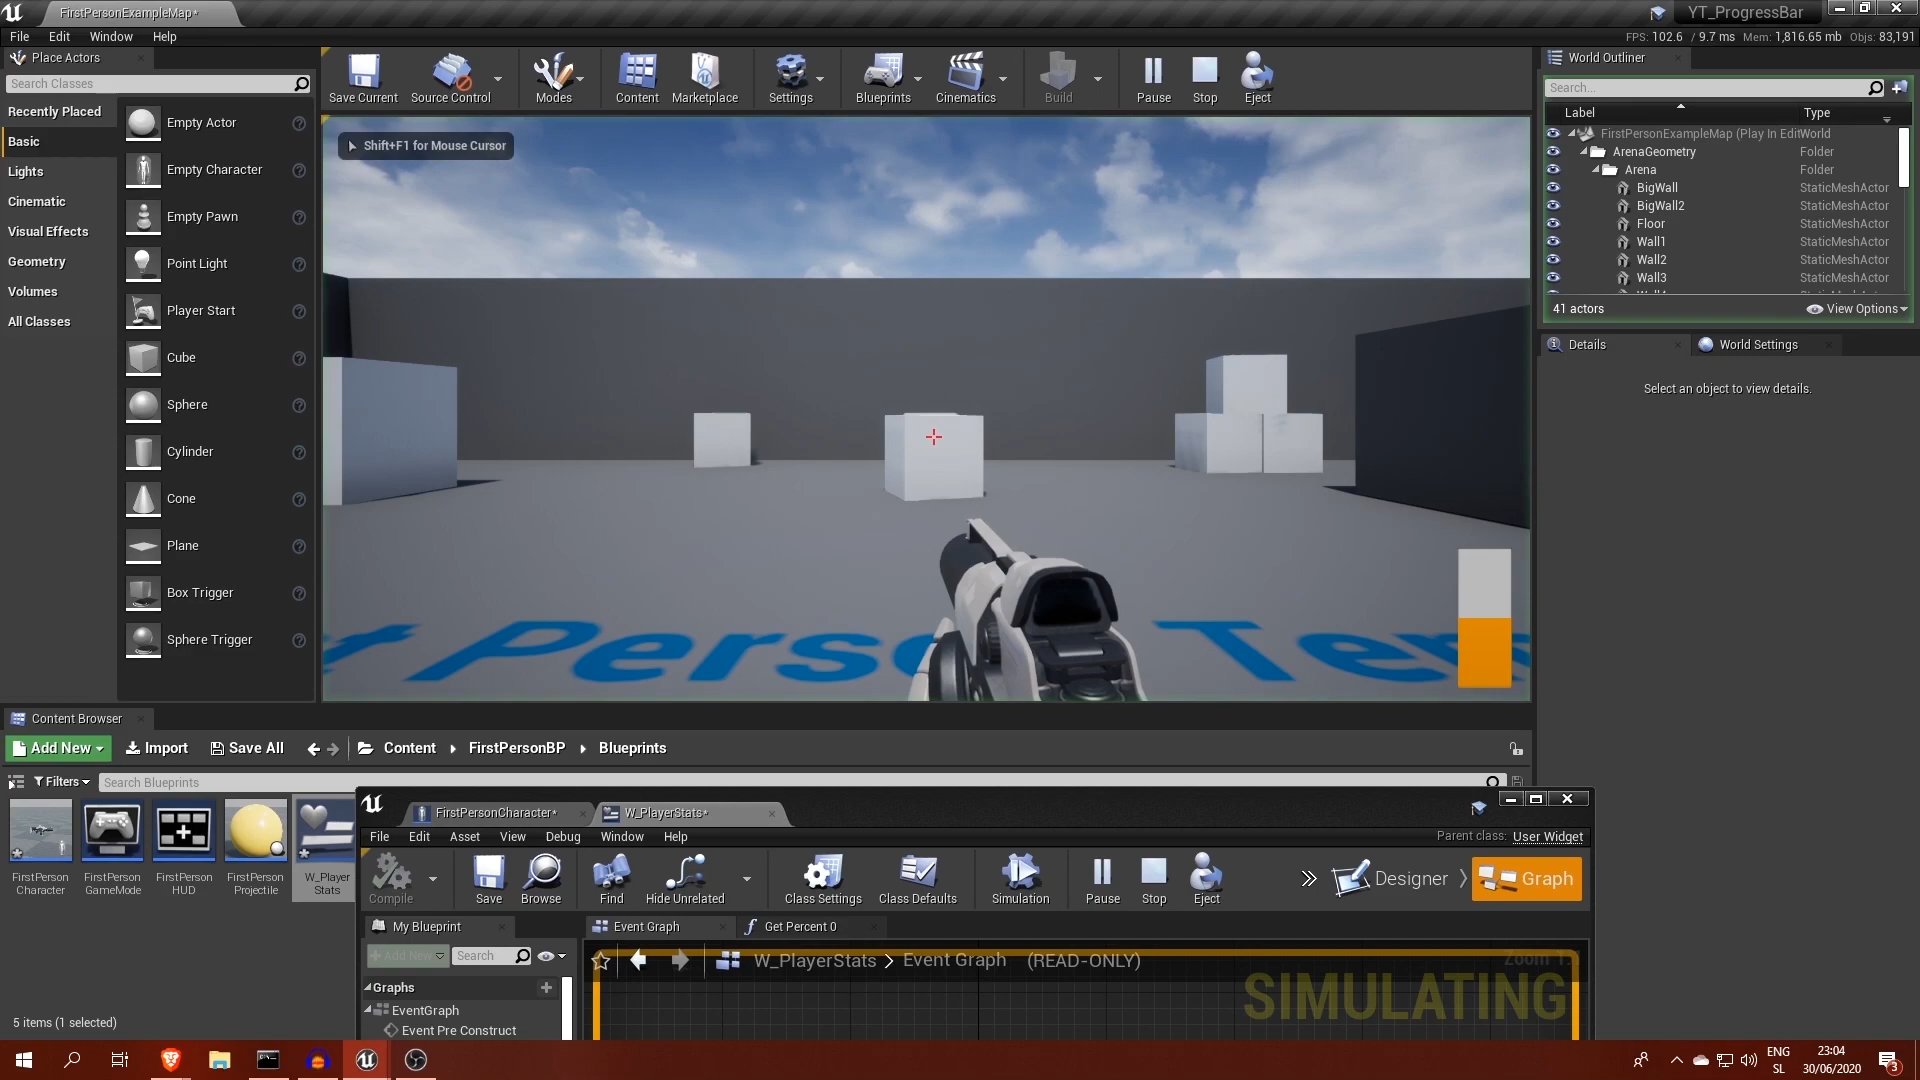 FirstPersonExampleMap*
YT_ProgressBar
File Edit Window Help
FPS: 102.6 / 9.7 ms Mem: 1,816.65 mb Objs: 83,191
Place Actors
Search Classes
Recently Placed
Basic
Lights
Cinematic
Visual Effects
Geometry
Volumes
All Classes
Empty Actor
Empty Character
Empty Pawn
Point Light
Player Start
Cube
Sphere
Cylinder
Cone
Plane
Box Trigger
Sphere Trigger
Save Current
Source Control
Modes
Content
Marketplace
Settings
Blueprints
Cinematics
Build
Pause
Stop
Eject
Shift+F1 for Mouse Cursor
Person
World Outliner
Search...
Label Type
FirstPersonExampleMap (Play In Edit World
ArenaGeometry Folder
Arena Folder
BigWall StaticMeshActor
BigWall2 StaticMeshActor
Floor StaticMeshActor
Wall1 StaticMeshActor
Wall2 StaticMeshActor
Wall3 StaticMeshActor
41 actors View Options
Details World Settings
Select an object to view details.
Content Browser
Add New Import Save All Content FirstPersonBP Blueprints
Filters Search Blueprints
FirstPerson Character
FirstPerson GameMode
FirstPerson HUD
FirstPerson Projectile
W_Player Stats
5 items (1 selected)
FirstPersonCharacter* W_PlayerStats*
File Edit Asset View Debug Window Help
Parent class: User Widget
Compile
Save
Browse
Find
Hide Unrelated
Class Settings
Class Defaults
Simulation
Pause
Stop
Eject
Designer
Graph
My Blueprint
Add New Search
Graphs
EventGraph
Event Pre Construct
Event Graph Get Percent 0
W_PlayerStats > Event Graph (READ-ONLY)
SIMULATING
ENG
SL
23:04
30/06/2020
3